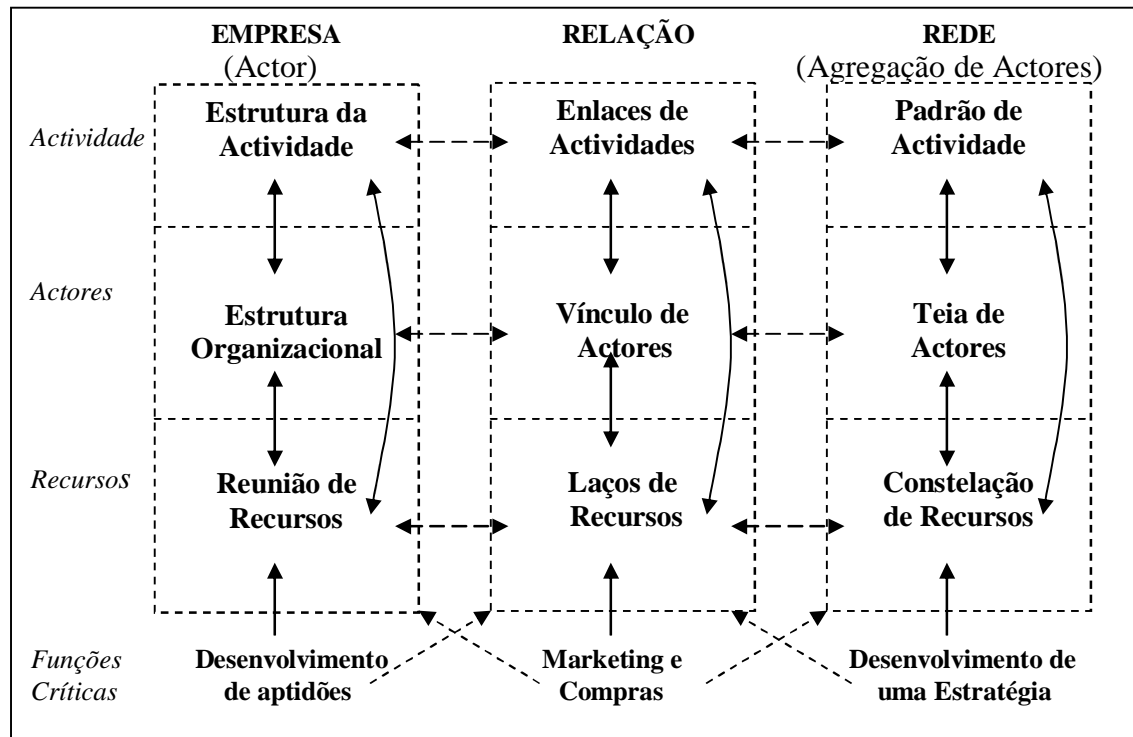 EMPRESA RELAÇÃO REDE
(Actor) (Agregação de Actores)
Actividade Estrutura da Enlaces de Padrão de
Actividade Actividades Actividade
Actores Estrutura Vínculo de Teia de
Organizacional Actores Actores
Recursos Reunião de Laços de Constelação
Recursos Recursos de Recursos
Funções Desenvolvimento Marketing e Desenvolvimento de
Críticas de aptidões Compras uma Estratégia